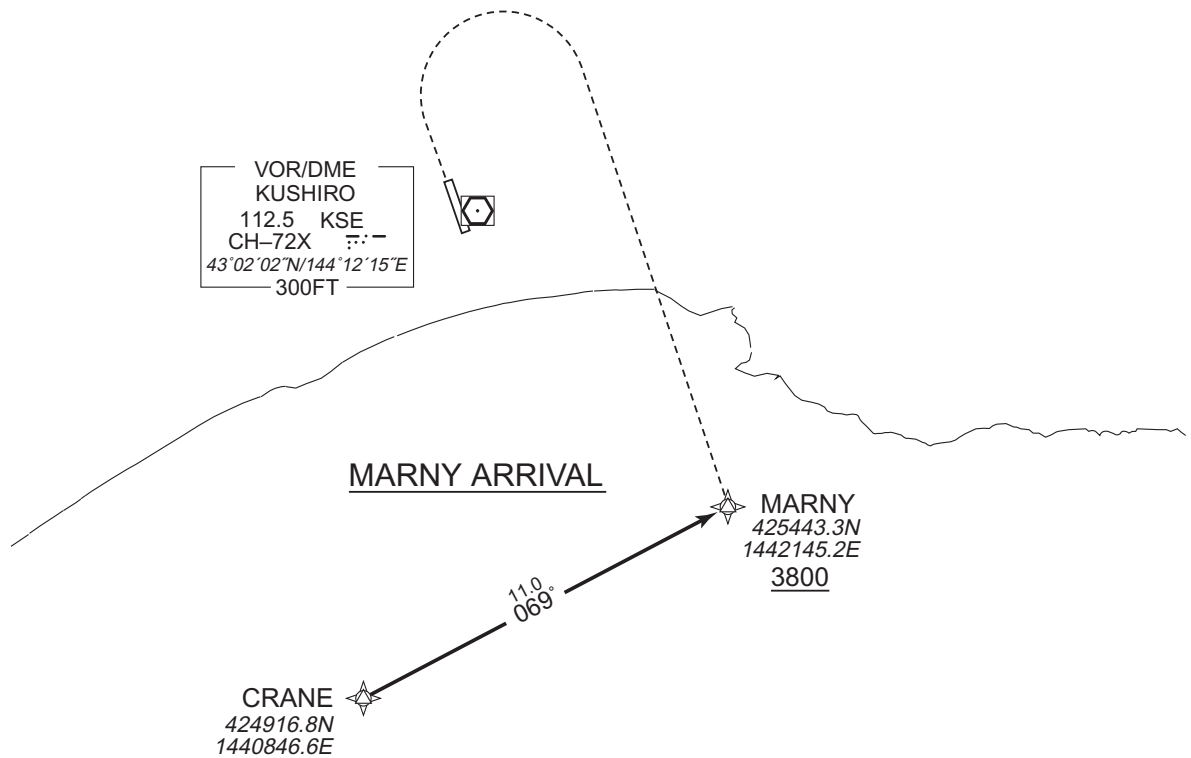 VOR/DME
KUSHIRO
112.5 KSE
CH–72X
43°02´02˝N/144°12´15˝E
300FT
MARNY ARRIVAL
MARNY
425443.3N
1442145.2E
3800
11.0
069°
CRANE
424916.8N
1440846.6E